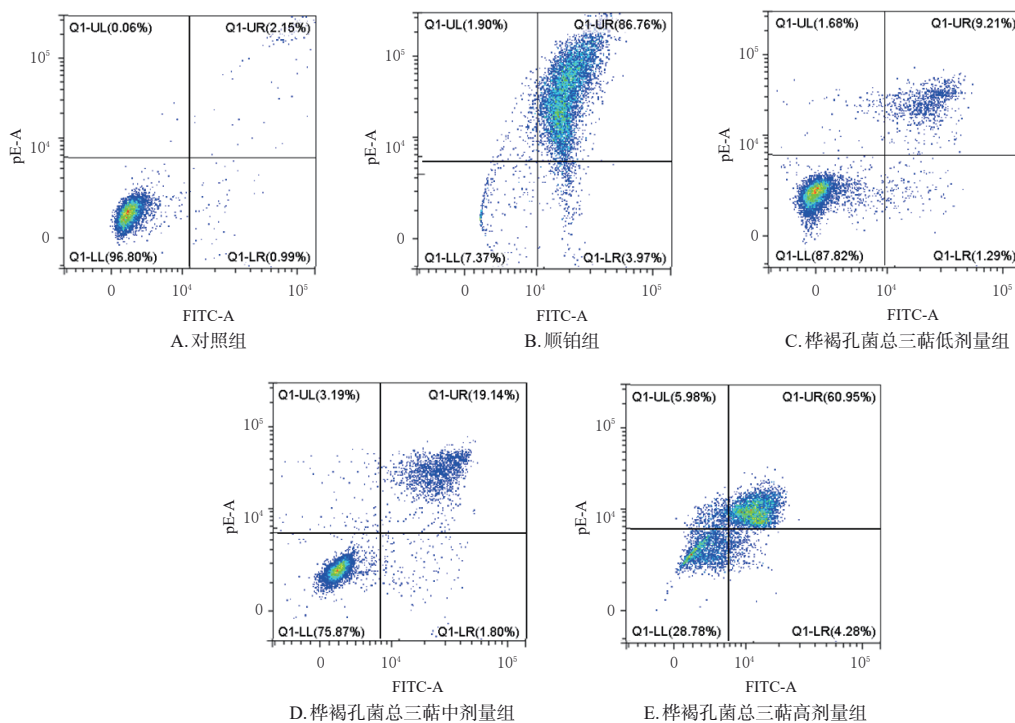 Q1-UL(0.06%) Q1-UR(2.15%)
10⁵
pE-A
10⁴
0
Q1-LL(96.80%) Q1-LR(0.99%)
0 10⁴ 10⁵
FITC-A
A.对照组
Q1-UL(1.90%) Q1-UR(86.76%)
10⁵
pE-A
10⁴
0
Q1-LL(7.37%) Q1-LR(3.97%)
0 10⁴ 10⁵
FITC-A
B.顺铂组
Q1-UL(1.68%) Q1-UR(9.21%)
10⁵
pE-A
10⁴
0
Q1-LL(87.82%) Q1-LR(1.29%)
0 10⁴ 10⁵
FITC-A
C.桦褐孔菌总三萜低剂量组
Q1-UL(3.19%) Q1-UR(19.14%)
10⁵
pE-A
10⁴
0
Q1-LL(75.87%) Q1-LR(1.80%)
0 10⁴ 10⁵
FITC-A
D.桦褐孔菌总三萜中剂量组
Q1-UL(5.98%) Q1-UR(60.95%)
10⁵
pE-A
10⁴
0
Q1-LL(28.78%) Q1-LR(4.28%)
0 10⁴ 10⁵
FITC-A
E.桦褐孔菌总三萜高剂量组